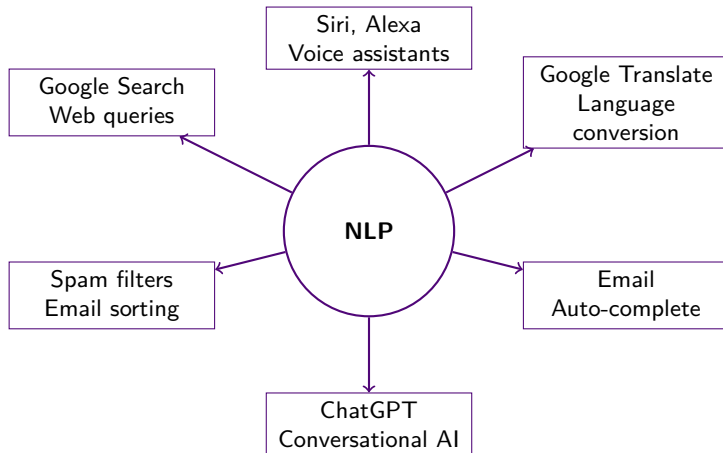 Siri, Alexa
Voice assistants
Google Search
Web queries
Google Translate
Language
conversion
NLP
Spam filters
Email sorting
Email
Auto-complete
ChatGPT
Conversational AI